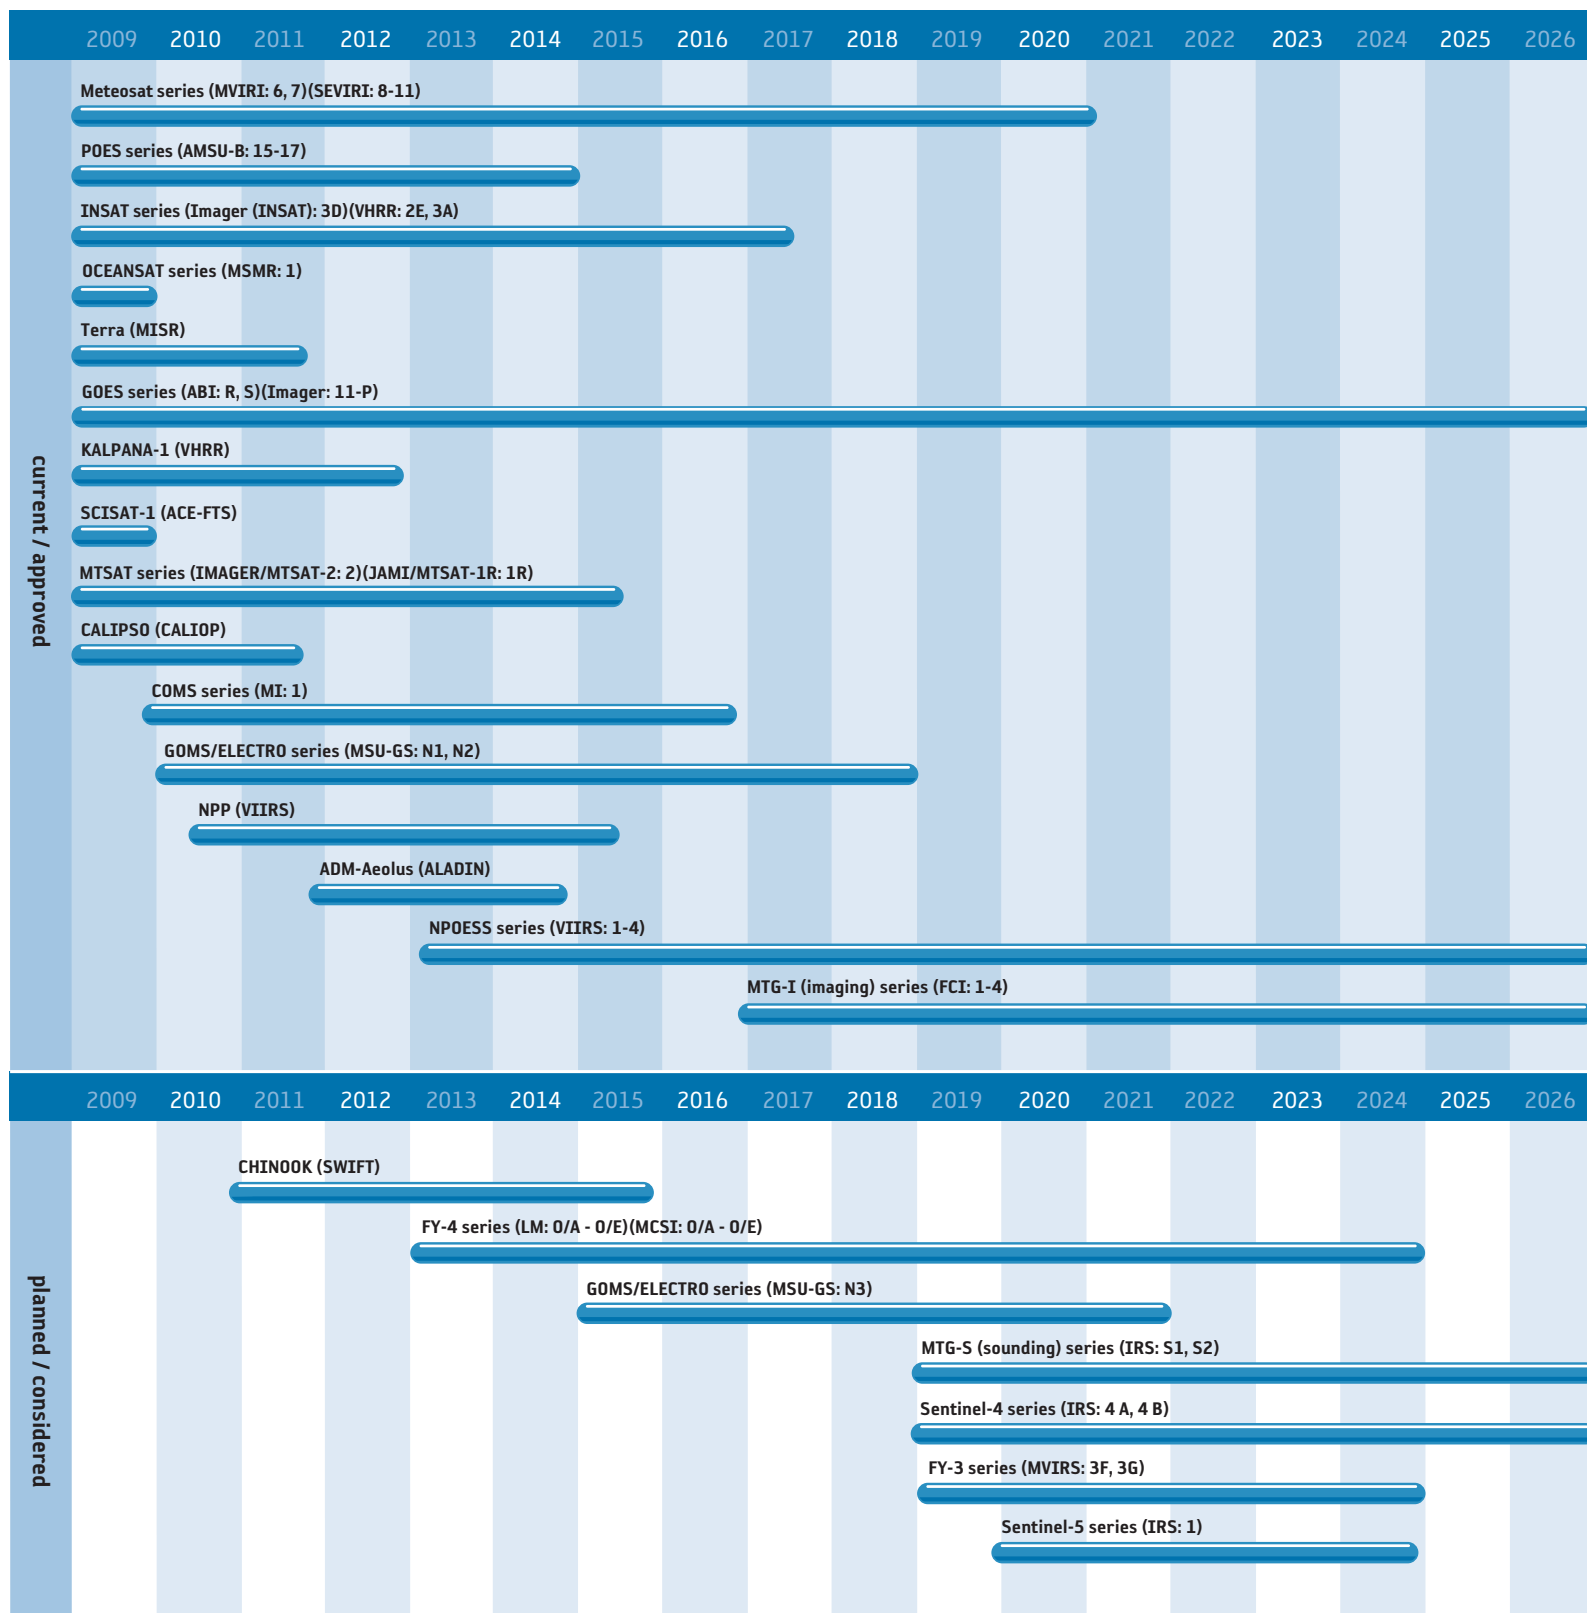 2009 2010 2011 2012 2013 2014 2015 2016 2017 2018 2019 2020 2021 2022 2023 2024 2025 2026
current / approved
Meteosat series (MVIRI: 6, 7)(SEVIRI: 8-11)
POES series (AMSU-B: 15-17)
INSAT series (Imager (INSAT): 3D)(VHRR: 2E, 3A)
OCEANSAT series (MSMR: 1)
Terra (MISR)
GOES series (ABI: R, S)(Imager: 11-P)
KALPANA-1 (VHRR)
SCISAT-1 (ACE-FTS)
MTSAT series (IMAGER/MTSAT-2: 2)(JAMI/MTSAT-1R: 1R)
CALIPSO (CALIOP)
COMS series (MI: 1)
GOMS/ELECTRO series (MSU-GS: N1, N2)
NPP (VIIRS)
ADM-Aeolus (ALADIN)
NPOESS series (VIIRS: 1-4)
MTG-I (imaging) series (FCI: 1-4)
2009 2010 2011 2012 2013 2014 2015 2016 2017 2018 2019 2020 2021 2022 2023 2024 2025 2026
planned / considered
CHINOOK (SWIFT)
FY-4 series (LM: O/A - O/E)(MCSI: O/A - O/E)
GOMS/ELECTRO series (MSU-GS: N3)
MTG-S (sounding) series (IRS: S1, S2)
Sentinel-4 series (IRS: 4 A, 4 B)
FY-3 series (MVIRS: 3F, 3G)
Sentinel-5 series (IRS: 1)